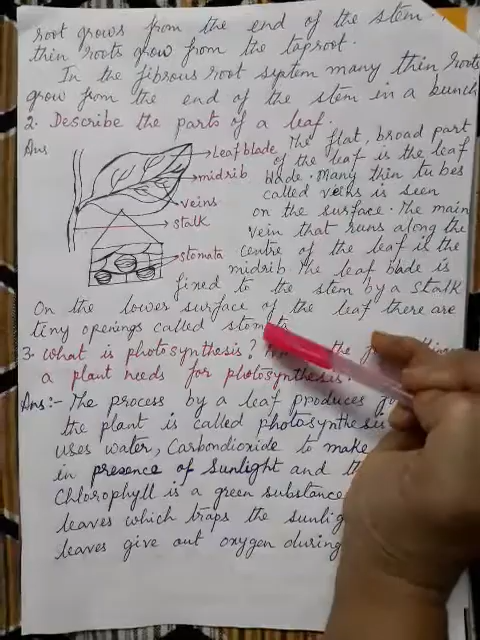 root grows from the end of the stem.
thin roots grow from the taproot.
In the fibrous root system many thin roots
grow from the end of the stem in a bunch
2. Describe the parts of a leaf.
Ans
Leaf blade
midrib
veins
stalk
stomata
The flat, broad part
of the leaf is the leaf
blade. Many thin tubes
called veins is seen
on the surface. The main
vein that runs along the
centre of the leaf is the
midrib. The leaf blade is
fixed to the stem by a stalk
On the lower surface of the leaf there are
tiny openings called stomata
3. What is photosynthesis? the
a plant needs for photosynthesis.
Ans:- The process by a leaf produces
the plant is called photosynthesis
uses water, Carbondioxide to make
in presence of Sunlight and
Chlorophyll is a green substance
leaves which traps the
leaves give out oxygen during